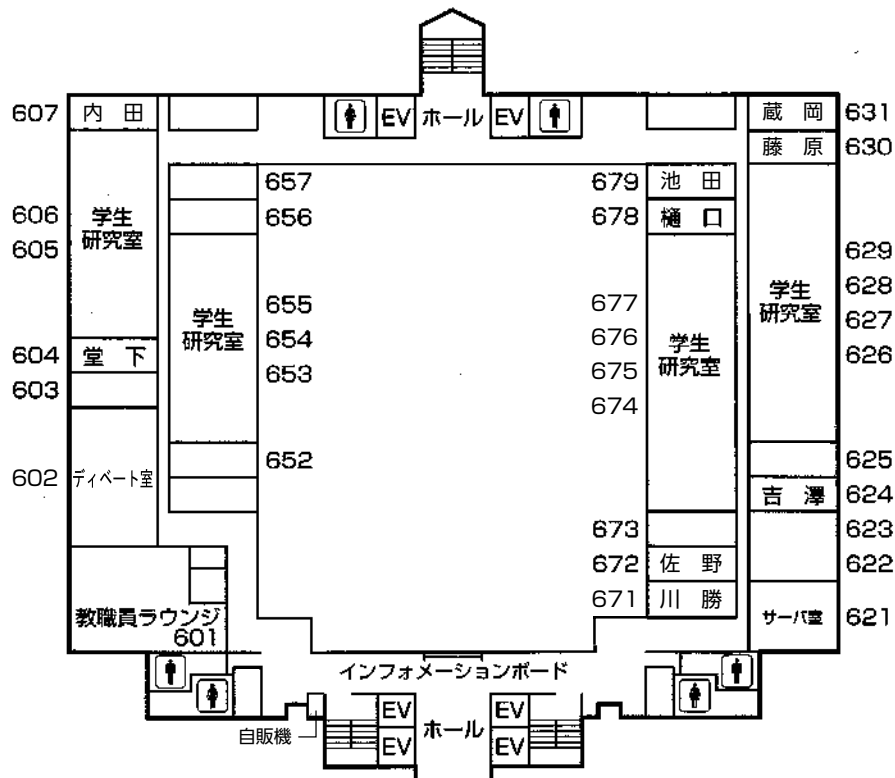 EV ホール EV
607 内 田
蔵 岡 631
藤 原 630
657
679 池 田
656
678 樋 口
606
605
学生
研究室
学生
研究室
655
654
653
677
676
675
674
学生
研究室
学生
研究室
629
628
627
626
604 堂 下
603
652
625
602 ディベート室
吉 澤 624
673
623
672 佐 野
622
671 川 勝
サーバ室 621
教職員ラウンジ
601
インフォメーションボード
自販機
EV
EV
ホール
EV
EV